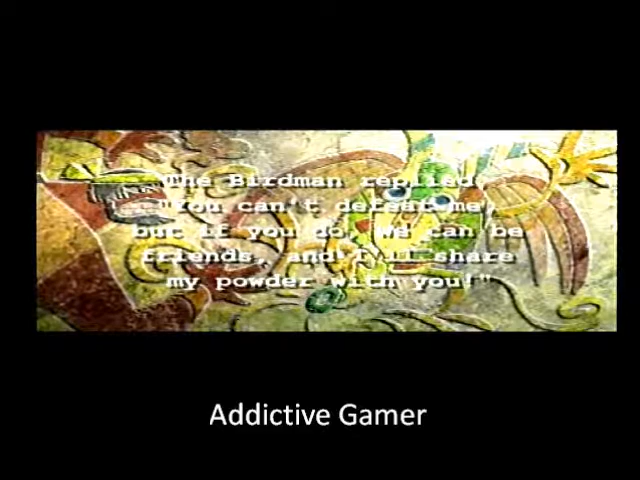 The Birdman replied,
"You can't defeat me,
but if you do, we can be
friends, and I'll share
my powder with you!"
Addictive Gamer